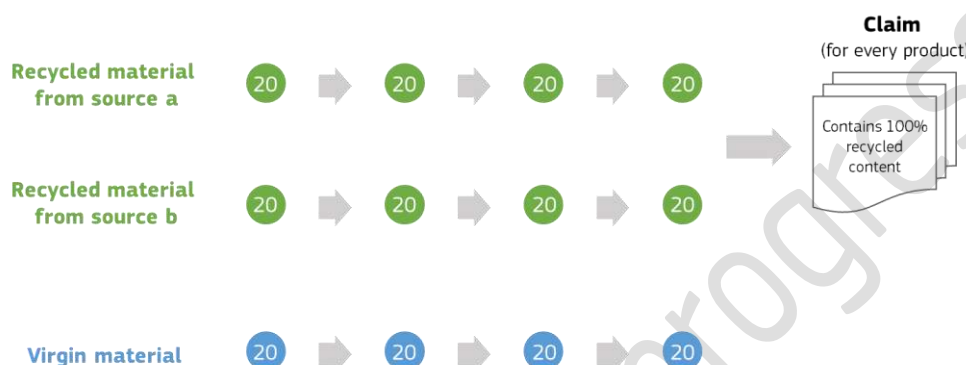 Claim
(for every product)
Recycled material
from source a
20 20 20 20
Contains 100%
recycled
content
Recycled material
from source b
20 20 20 20
Virgin material
20 20 20 20
progress